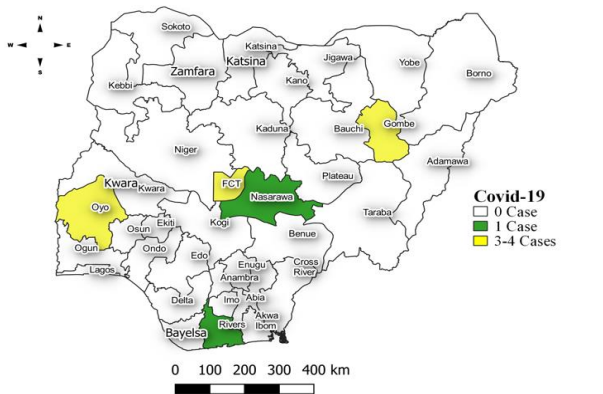 N
W E
S
Sokoto
Katsina
Katsina
Zamfara
Jigawa
Yobe
Borno
Kebbi
Kano
Kaduna
Bauchi
Gombe
Niger
Adamawa
Plateau
FCT
Kwara
Kwara
Nasarawa
Oyo
Taraba
Kogi
Ekiti
Osun
Benue
Ogun
Ondo
Edo
Enugu
Cross
River
Lagos
Anambra
Delta
Imo
Abia
Akwa
Ibom
Rivers
Bayelsa
Covid-19
0 Case
1 Case
3-4 Cases
0 100 200 300 400 km